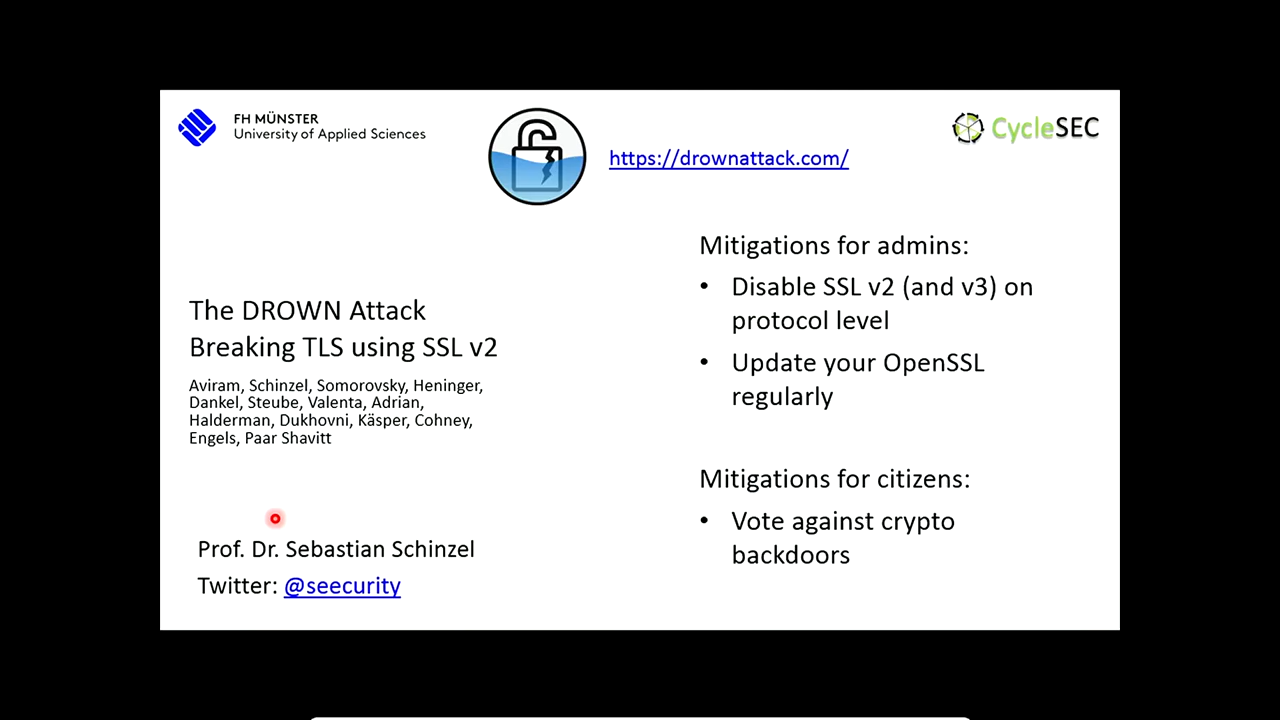 FH MÜNSTER
University of Applied Sciences
https://drownattack.com/
CycleSEC
The DROWN Attack
Breaking TLS using SSL v2
Aviram, Schinzel, Somorovsky, Heninger,
Dankel, Steube, Valenta, Adrian,
Halderman, Dukhovni, Käsper, Cohney,
Engels, Paar Shavitt
Prof. Dr. Sebastian Schinzel
Twitter: @seecurity
Mitigations for admins:
• Disable SSL v2 (and v3) on
protocol level
• Update your OpenSSL
regularly
Mitigations for citizens:
• Vote against crypto
backdoors